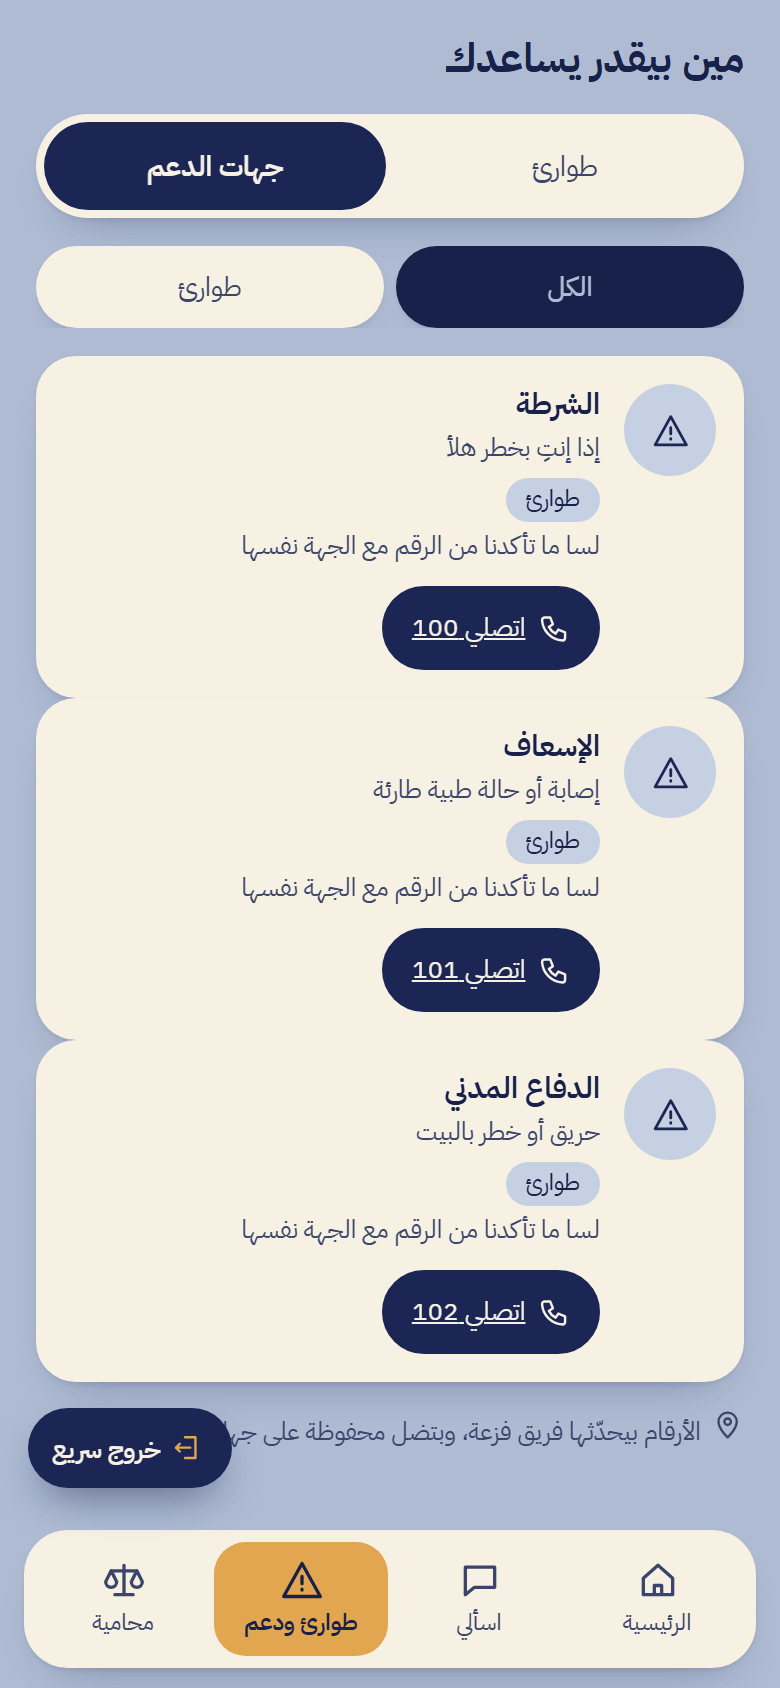 مين بيقدر يساعدك
طوارئ
جهات الدعم
الكل
طوارئ
الشرطة
إذا إنتِ بخطر هلأ
طوارئ
لسا ما تأكدنا من الرقم مع الجهة نفسها
اتصلي 100
الإسعاف
إصابة أو حالة طبية طارئة
طوارئ
لسا ما تأكدنا من الرقم مع الجهة نفسها
اتصلي 101
الدفاع المدني
حريق أو خطر بالبيت
طوارئ
لسا ما تأكدنا من الرقم مع الجهة نفسها
اتصلي 102
الأرقام بيحدّثها فريق فزعة، وبتضل محفوظة على
خروج سريع
الرئيسية
اسألي
طوارئ ودعم
محامية